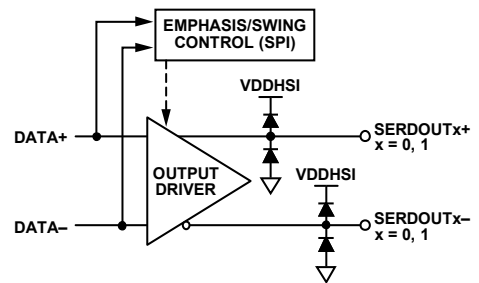 EMPHASIS/SWING
CONTROL (SPI)
VDDHSI
DATA+
SERDOUTx+
x = 0, 1
OUTPUT
DRIVER
VDDHSI
DATA–
SERDOUTx–
x = 0, 1